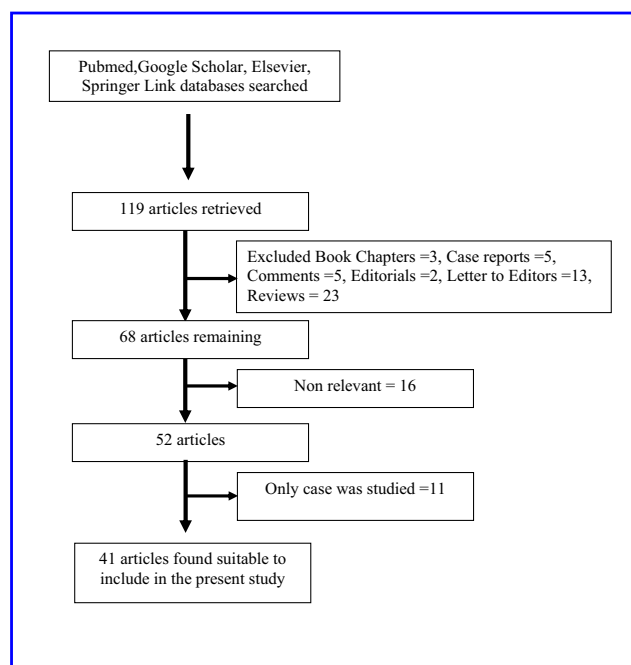 Pubmed,Google Scholar, Elsevier,
Springer Link databases searched
119 articles retrieved
Excluded Book Chapters =3, Case reports =5,
Comments =5, Editorials =2, Letter to Editors =13,
Reviews = 23
68 articles remaining
Non relevant = 16
52 articles
Only case was studied =11
41 articles found suitable to
include in the present study